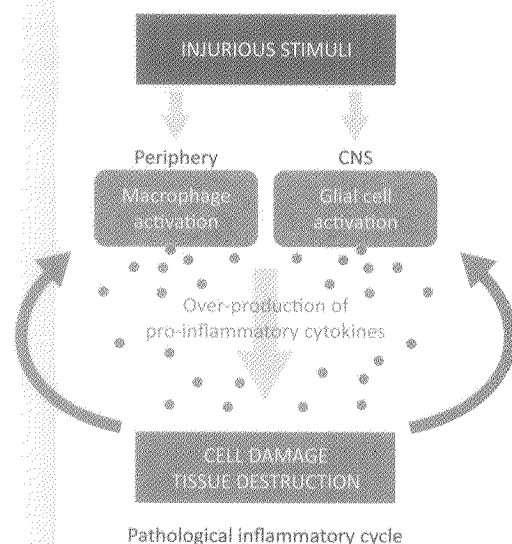 INJURIOUS STIMULI
Periphery
CNS
Macrophage
activation
Glial cell
activation
Over-production of
pro-inflammatory cytokines
CELL DAMAGE
TISSUE DESTRUCTION
Pathological inflammatory cycle